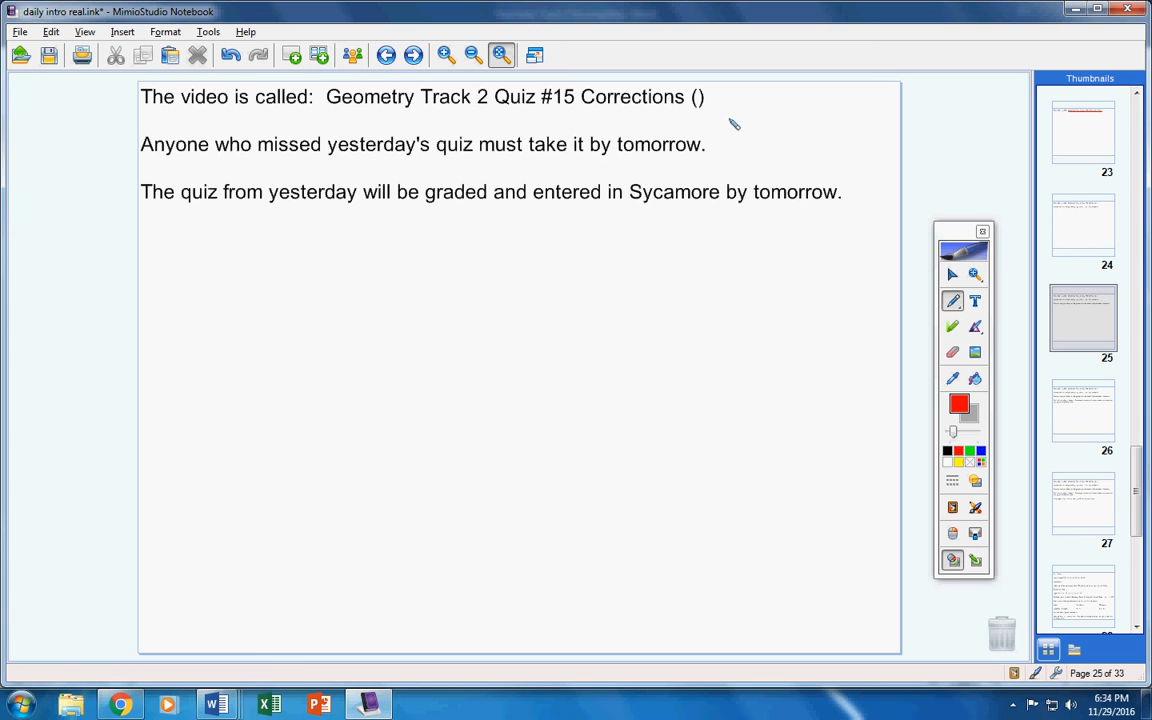 daily intro real.ink* - MimioStudio Notebook
File Edit View Insert Format Tools Help
The video is called:  Geometry Track 2 Quiz #15 Corrections ()
Anyone who missed yesterday's quiz must take it by tomorrow.
The quiz from yesterday will be graded and entered in Sycamore by tomorrow.
Thumbnails
23
24
25
26
27
Page 25 of 33
6:34 PM
11/29/2016